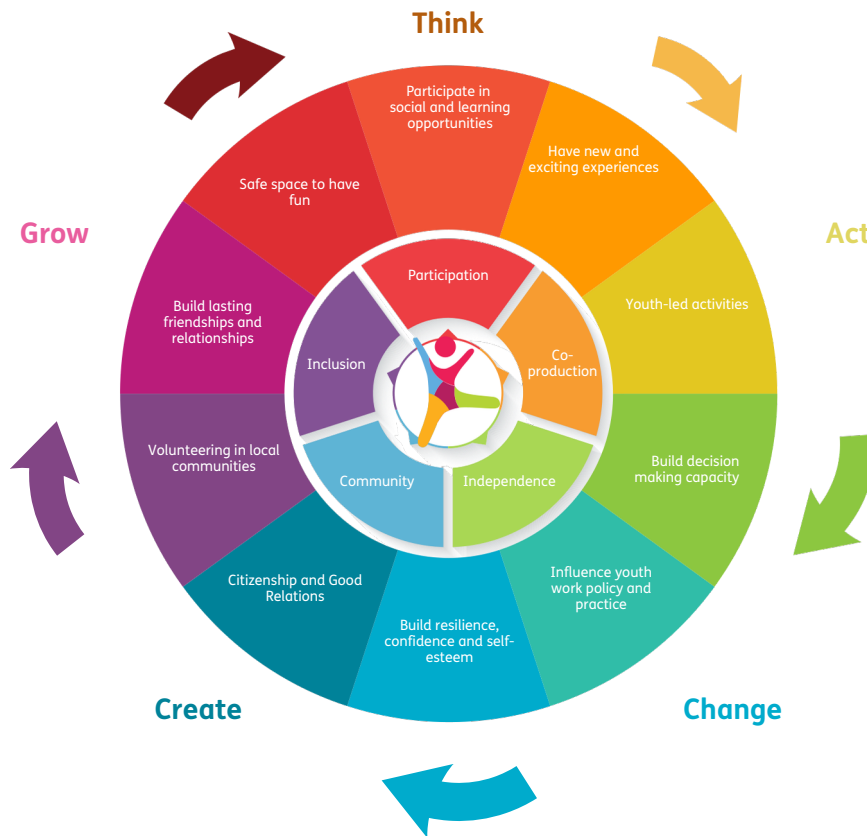 Think
Participate in
social and learning
opportunities
Have new and
exciting experiences
Safe space to have
fun
Grow
Act
Participation
Youth-led activities
Build lasting
friendships and
relationships
Inclusion
Co-
production
Volunteering in local
communities
Community
Independence
Build decision
making capacity
Citizenship and Good
Relations
Influence youth
work policy and
practice
Build resilience,
confidence and self-
esteem
Create
Change